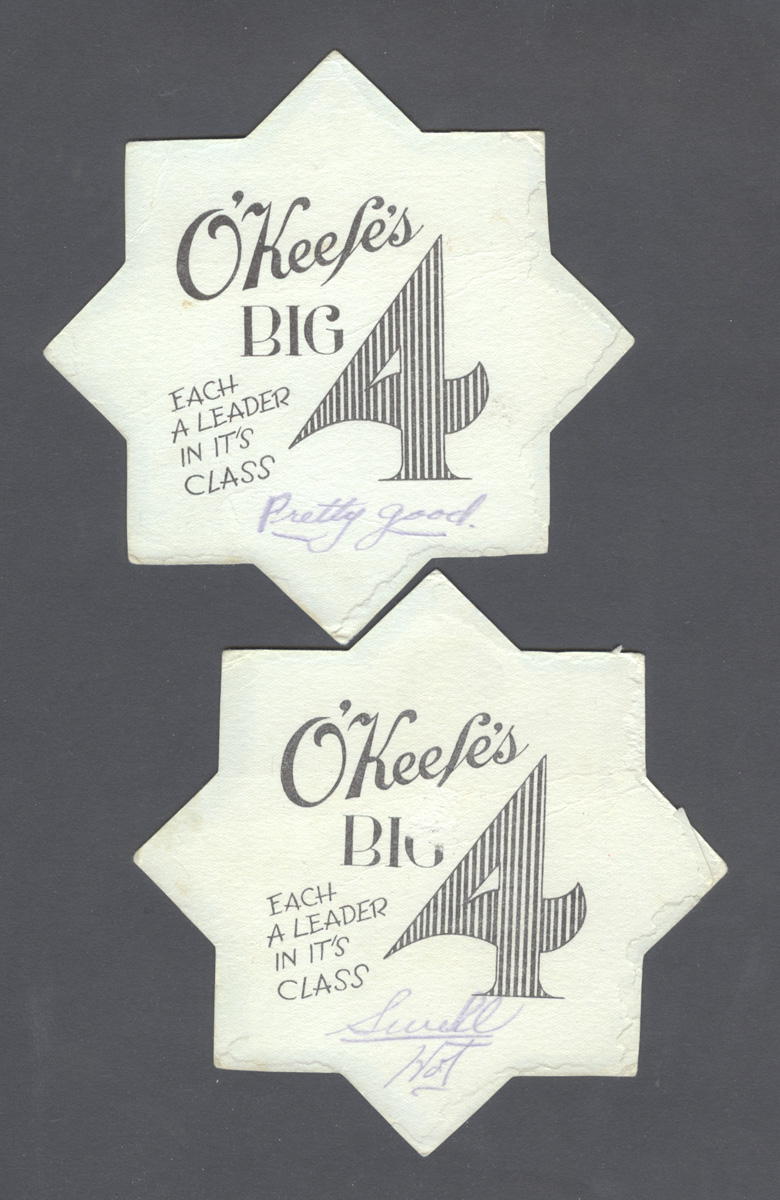 O'Keefe's
BIG 4
EACH
A LEADER
IN IT'S
CLASS
Pretty good.
O'Keefe's
BIG 4
EACH
A LEADER
IN IT'S
CLASS
Swell
Hot